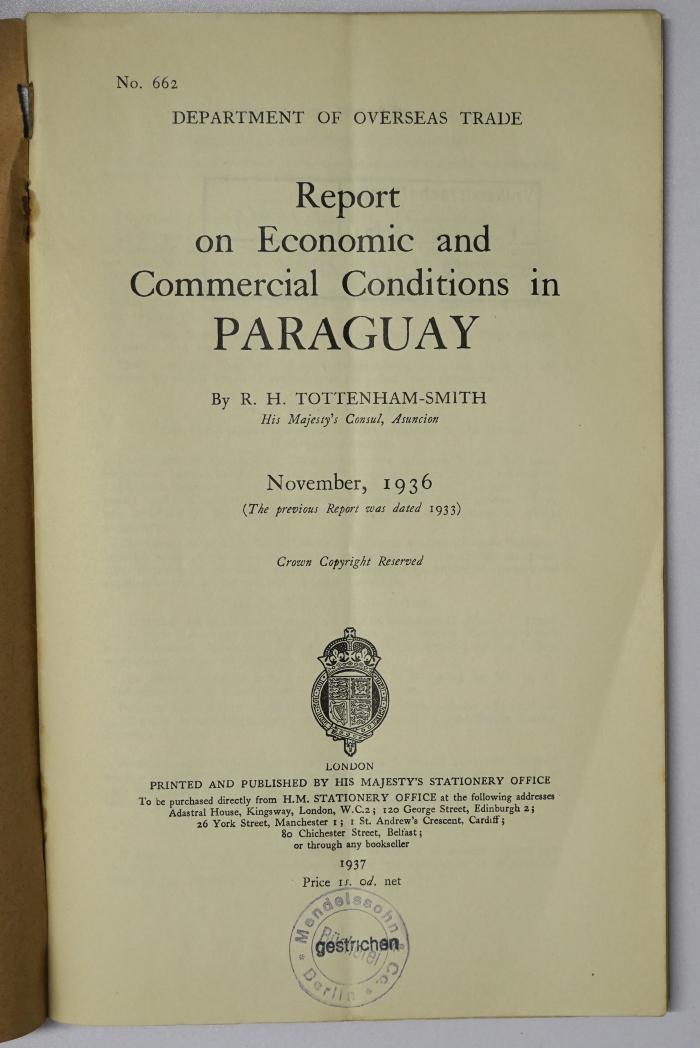 No. 662
DEPARTMENT OF OVERSEAS TRADE
Report
on Economic and
Commercial Conditions in
PARAGUAY
By R. H. TOTTENHAM-SMITH
His Majesty's Consul, Asuncion
November, 1936
(The previous Report was dated 1933)
Crown Copyright Reserved
LONDON
PRINTED AND PUBLISHED BY HIS MAJESTY'S STATIONERY OFFICE
To be purchased directly from H.M. STATIONERY OFFICE at the following addresses
Adastral House, Kingsway, London, W.C.2; 120 George Street, Edinburgh 2;
26 York Street, Manchester 1; 1 St. Andrew's Crescent, Cardiff;
80 Chichester Street, Belfast;
or through any bookseller
1937
Price 1s. 0d. net
Mendelssohn & Co.
Bücherei
gestrichen
* Berlin *